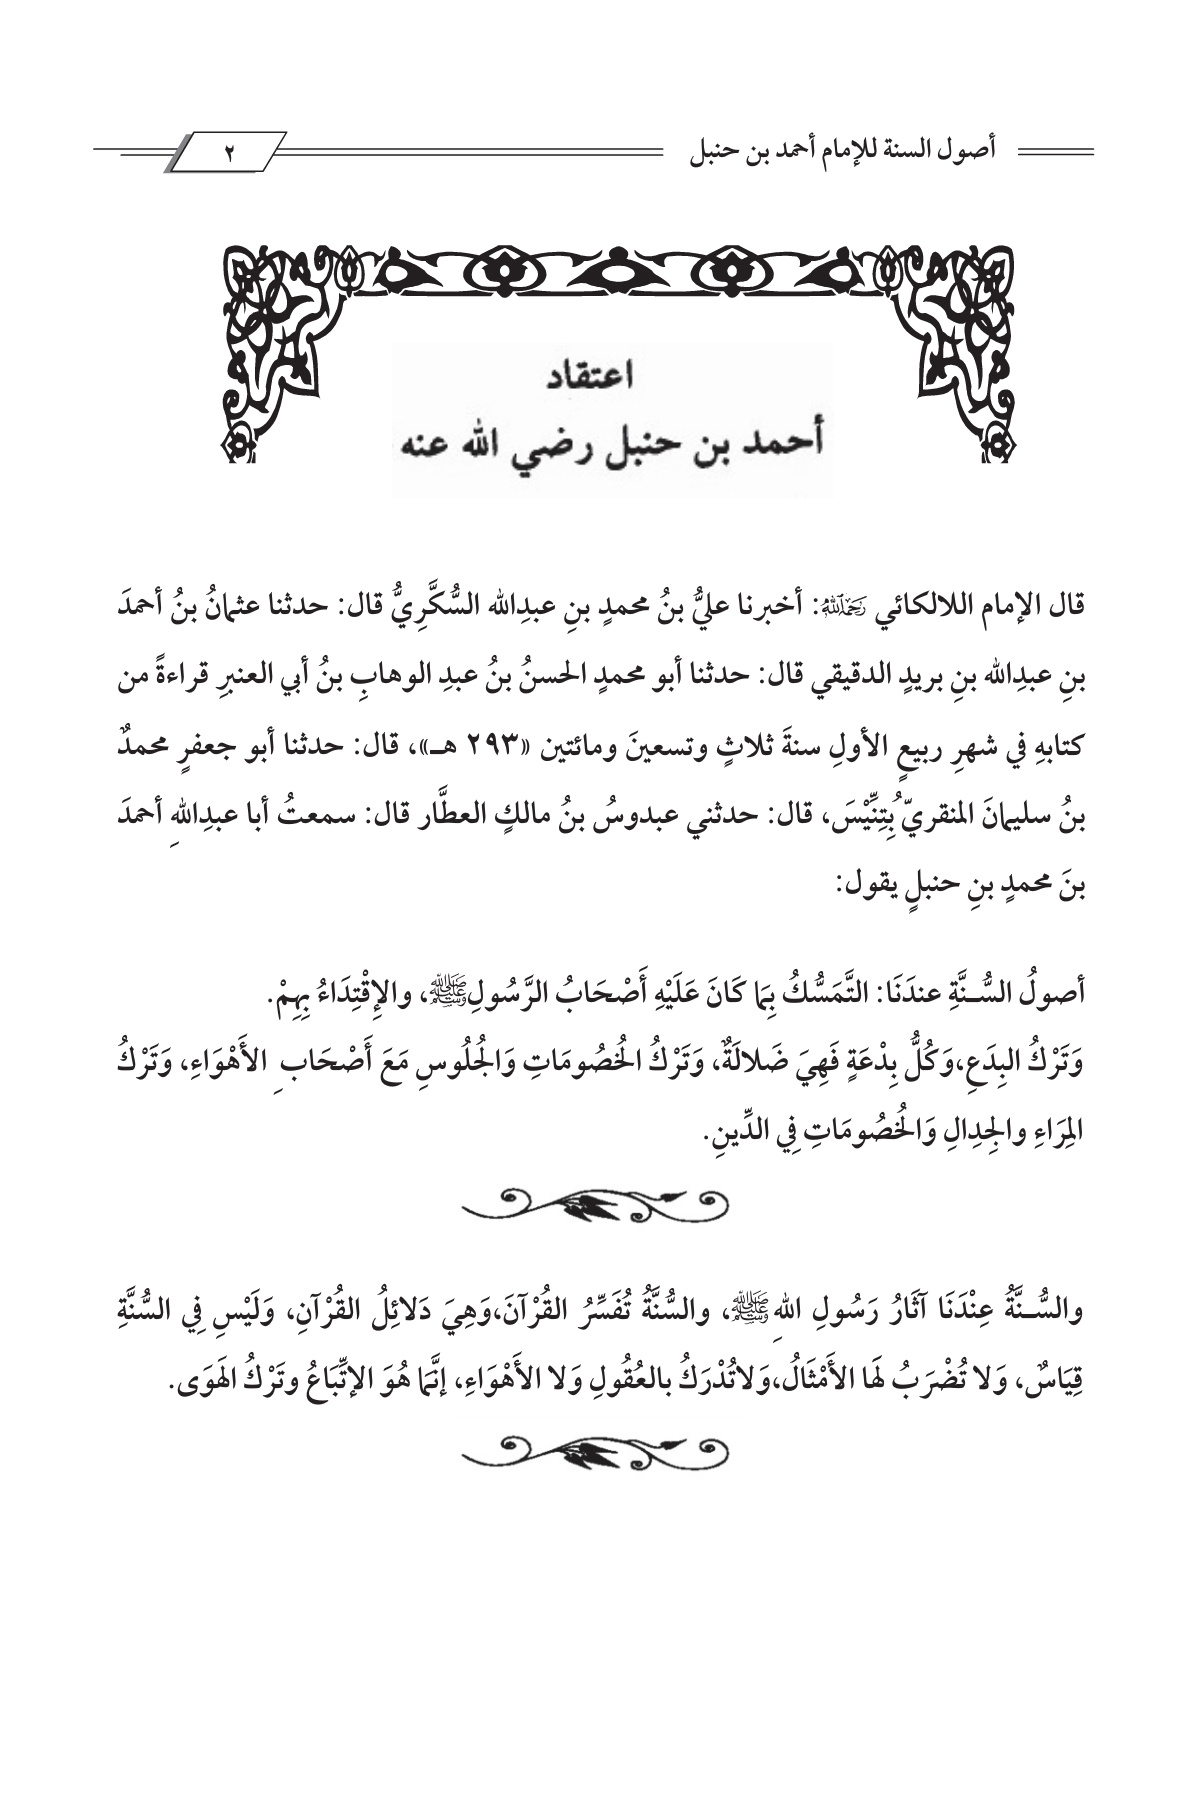 أصول السنة للإمام أحمد بن حنبل
٢
اعتقاد
أحمد بن حنبل رضي الله عنه
قال الإمام اللالكائي رَحِمَهُ ٱللَّهُ: أخبرنا عليُّ بنُ محمدٍ بنِ عبدِالله السُّكَّرِيُّ قال: حدثنا عثمانُ بنُ أحمدَ
بنِ عبدِالله بنِ بريدٍ الدقيقي قال: حدثنا أبو محمدٍ الحسنُ بنُ عبدِ الوهابِ بنُ أبي العنبرِ قراءةً من
كتابهِ في شهرِ ربيعٍ الأولِ سنةَ ثلاثٍ وتسعينَ ومائتين «٢٩٣ هـ»، قال: حدثنا أبو جعفرٍ محمدٌ
بنُ سليمانَ المنقريّ بُتِنِّيْسَ، قال: حدثني عبدوسُ بنُ مالكٍ العطَّار قال: سمعتُ أبا عبدِاللهِ أحمدَ
بنَ محمدٍ بنِ حنبلٍ يقول:
أصولُ السُّـنَّةِ عندَنَا: التَّمَسُّكُ بِمَا كَانَ عَلَيْهِ أَصْحَابُ الرَّسُولِ ﷺ، والإِقْتِدَاءُ بِهِمْ.
وَتَرْكُ البِدَعِ،وَكُلُّ بِدْعَةٍ فَهِيَ ضَلالَةٌ، وَتَرْكُ الخُصُومَاتِ وَالجُلُوسِ مَعَ أَصْحَابِ الأَهْوَاءِ، وَتَرْكُ
المِرَاءِ والجِدِالِ وَالخُصُومَاتِ فِي الدِّينِ.
والسُّـنَّةُ عِنْدَنَا آثَارُ رَسُولِ اللهِ ﷺ، والسُّنَّةُ تُفَسِّرُ القُرْآنَ،وَهِيَ دَلائِلُ القُرْآنِ، وَلَيْسِ فِي السُّنَّةِ
قِيَاسٌ، وَلا تُضْرَبُ لَهَا الأَمْثَالُ،وَلاتُدْرَكُ بالعُقُولِ وَلا الأَهْوَاءِ، إنَّمَا هُوَ الإتِّبَاعُ وتَرْكُ الهَوَى.